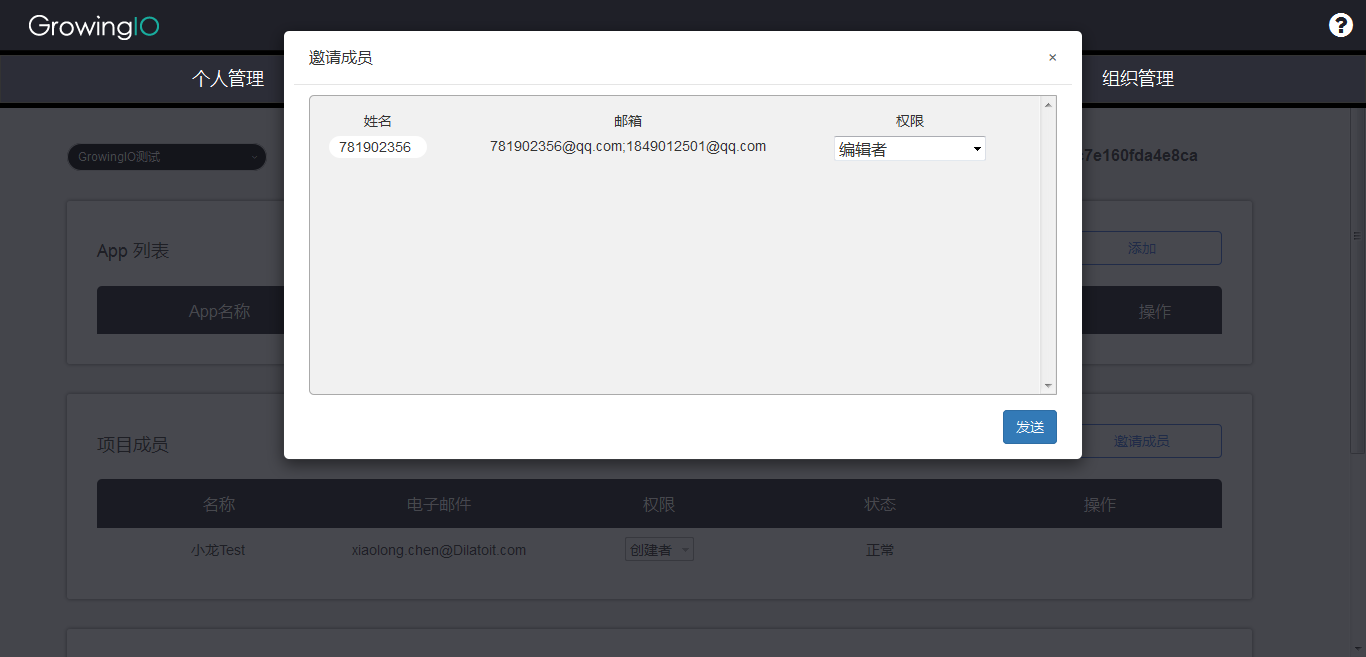 GrowingIO
?
个人管理
组织管理
邀请成员
×
姓名
邮箱
权限
781902356
781902356@qq.com;1849012501@qq.com
编辑者
发送
GrowingIO测试
7e160fda4e8ca
App 列表
添加
App名称
操作
项目成员
邀请成员
名称
电子邮件
权限
状态
操作
小龙Test
xiaolong.chen@Dilatoit.com
创建者
正常